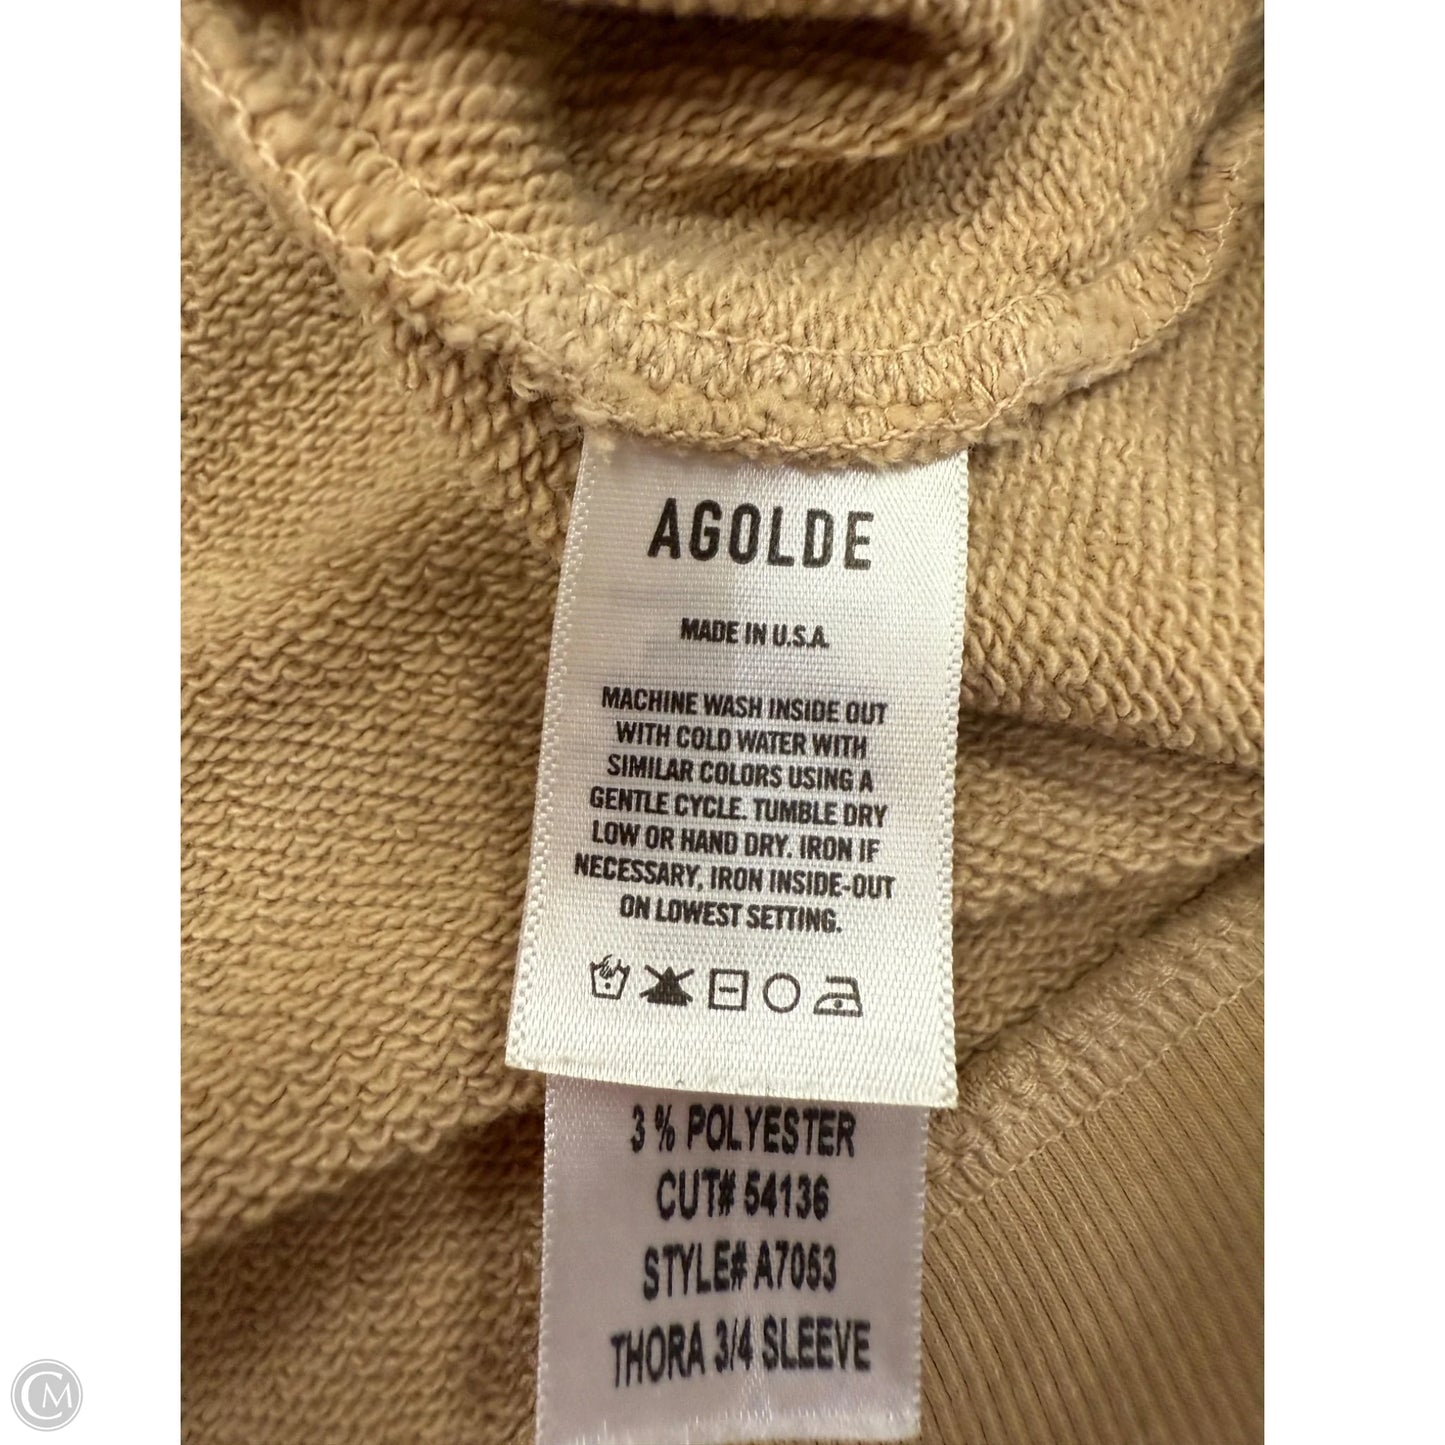 AGOLDE
MADE IN U.S.A.
MACHINE WASH INSIDE OUT
WITH COLD WATER WITH
SIMILAR COLORS USING A
GENTLE CYCLE. TUMBLE DRY
LOW OR HAND DRY. IRON IF
NECESSARY, IRON INSIDE-OUT
ON LOWEST SETTING.
3 % POLYESTER
CUT# 54136
STYLE# A7053
THORA 3/4 SLEEVE
CM